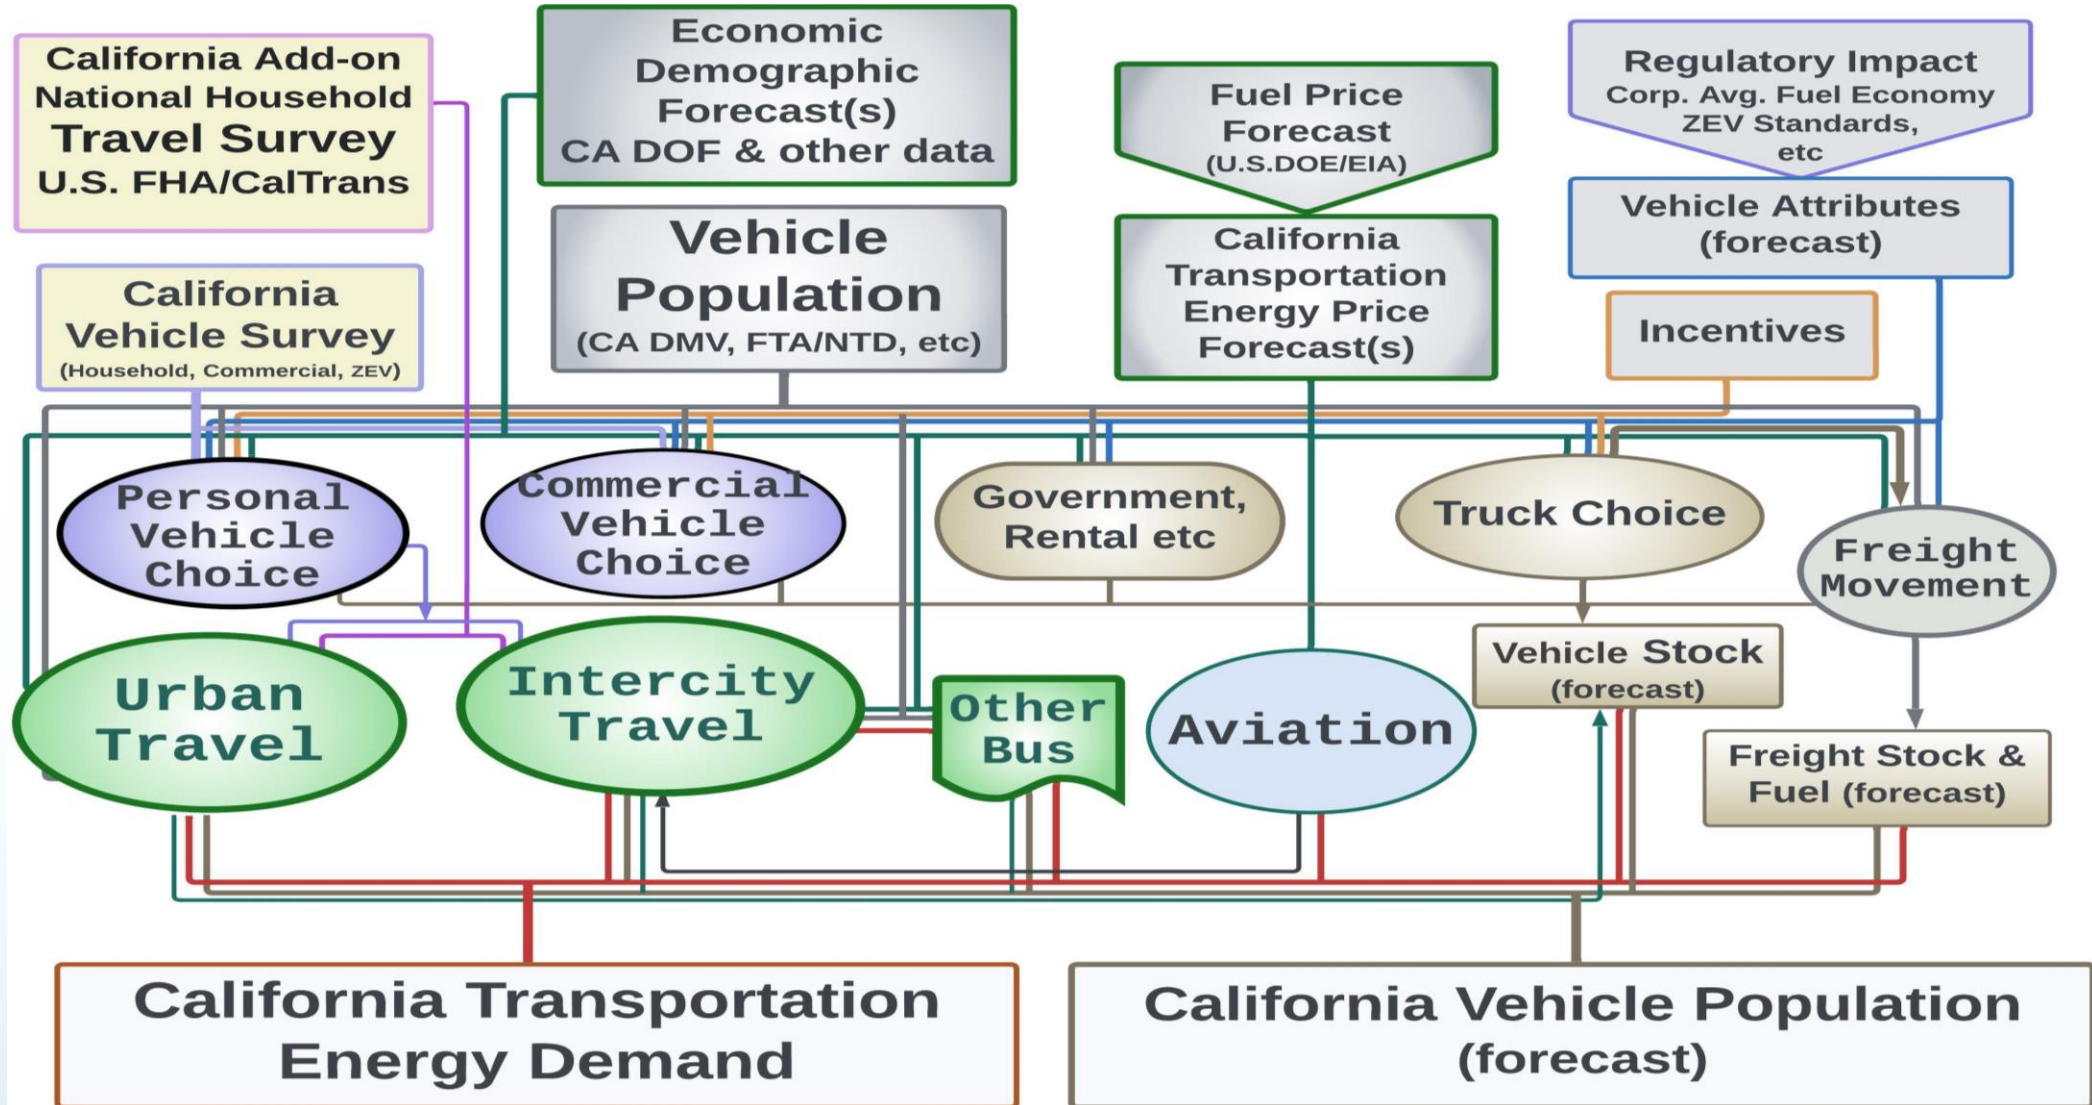 California Add-on
National Household
Travel Survey
U.S. FHA/CalTrans
Economic
Demographic
Forecast(s)
CA DOF & other data
Fuel Price
Forecast
(U.S.DOE/EIA)
Regulatory Impact
Corp. Avg. Fuel Economy
ZEV Standards,
etc
Vehicle Attributes
(forecast)
California
Vehicle Survey
(Household, Commercial, ZEV)
Vehicle
Population
(CA DMV, FTA/NTD, etc)
California
Transportation
Energy Price
Forecast(s)
Incentives
Personal
Vehicle
Choice
Commercial
Vehicle
Choice
Government,
Rental etc
Truck Choice
Freight
Movement
Urban
Travel
Intercity
Travel
Other
Bus
Aviation
Vehicle Stock
(forecast)
Freight Stock &
Fuel (forecast)
California Transportation
Energy Demand
California Vehicle Population
(forecast)